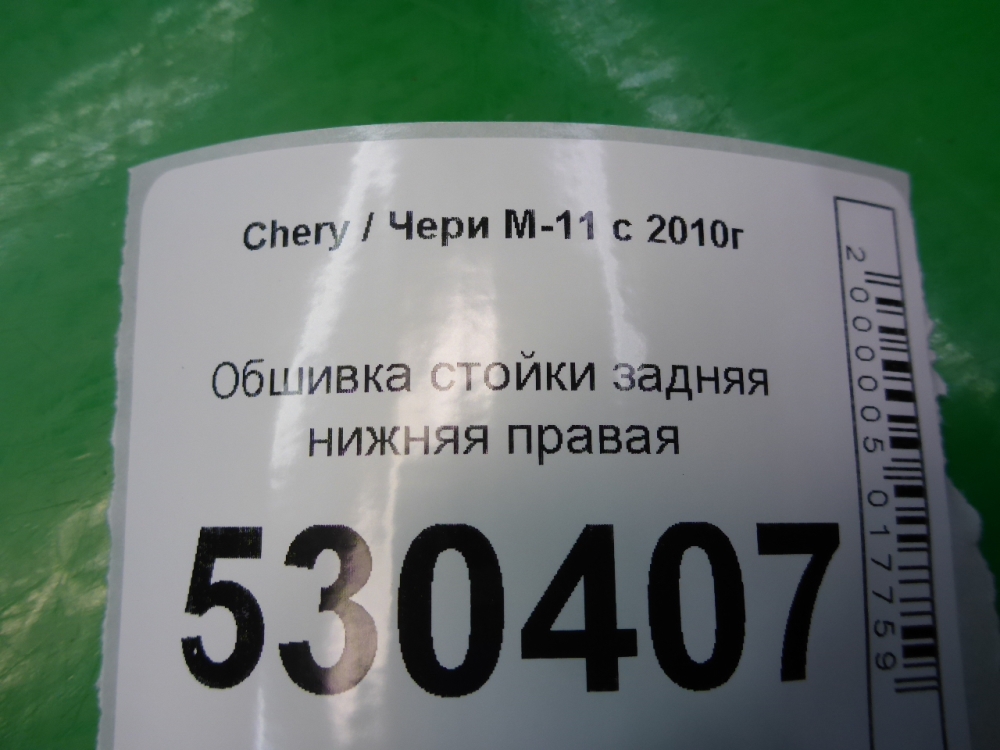 Chery / Чери М-11 с 2010г
Обшивка стойки задняя
нижняя правая
530407
2000005017759